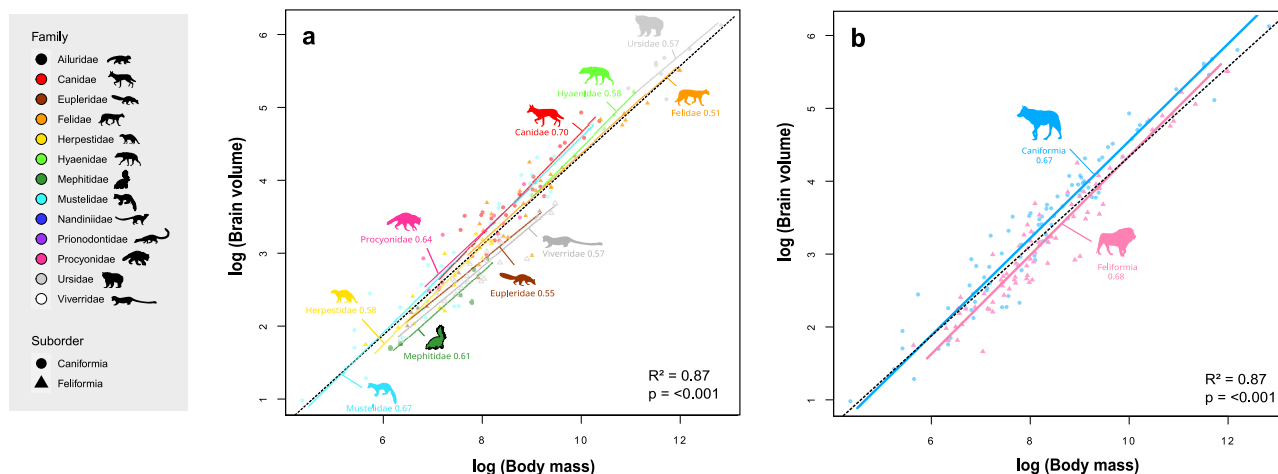 Family
Ailuridae
Canidae
Eupleridae
Felidae
Herpestidae
Hyaenidae
Mephitidae
Mustelidae
Nandiniidae
Prionodontidae
Procyonidae
Ursidae
Viverridae
Suborder
Caniformia
Feliformia
a
log (Brain volume)
6
5
4
3
2
1
Ursidae 0.57
Hyaenidae 0.58
Felidae 0.51
Canidae 0.70
Procyonidae 0.64
Viverridae 0.57
Eupleridae 0.55
Herpestidae 0.58
Mephitidae 0.61
Mustelidae 0.67
R² = 0.87
p = <0.001
6
8
10
12
log (Body mass)
b
log (Brain volume)
6
5
4
3
2
1
Caniformia
0.67
Feliformia
0.68
R² = 0.87
p = <0.001
6
8
10
12
log (Body mass)